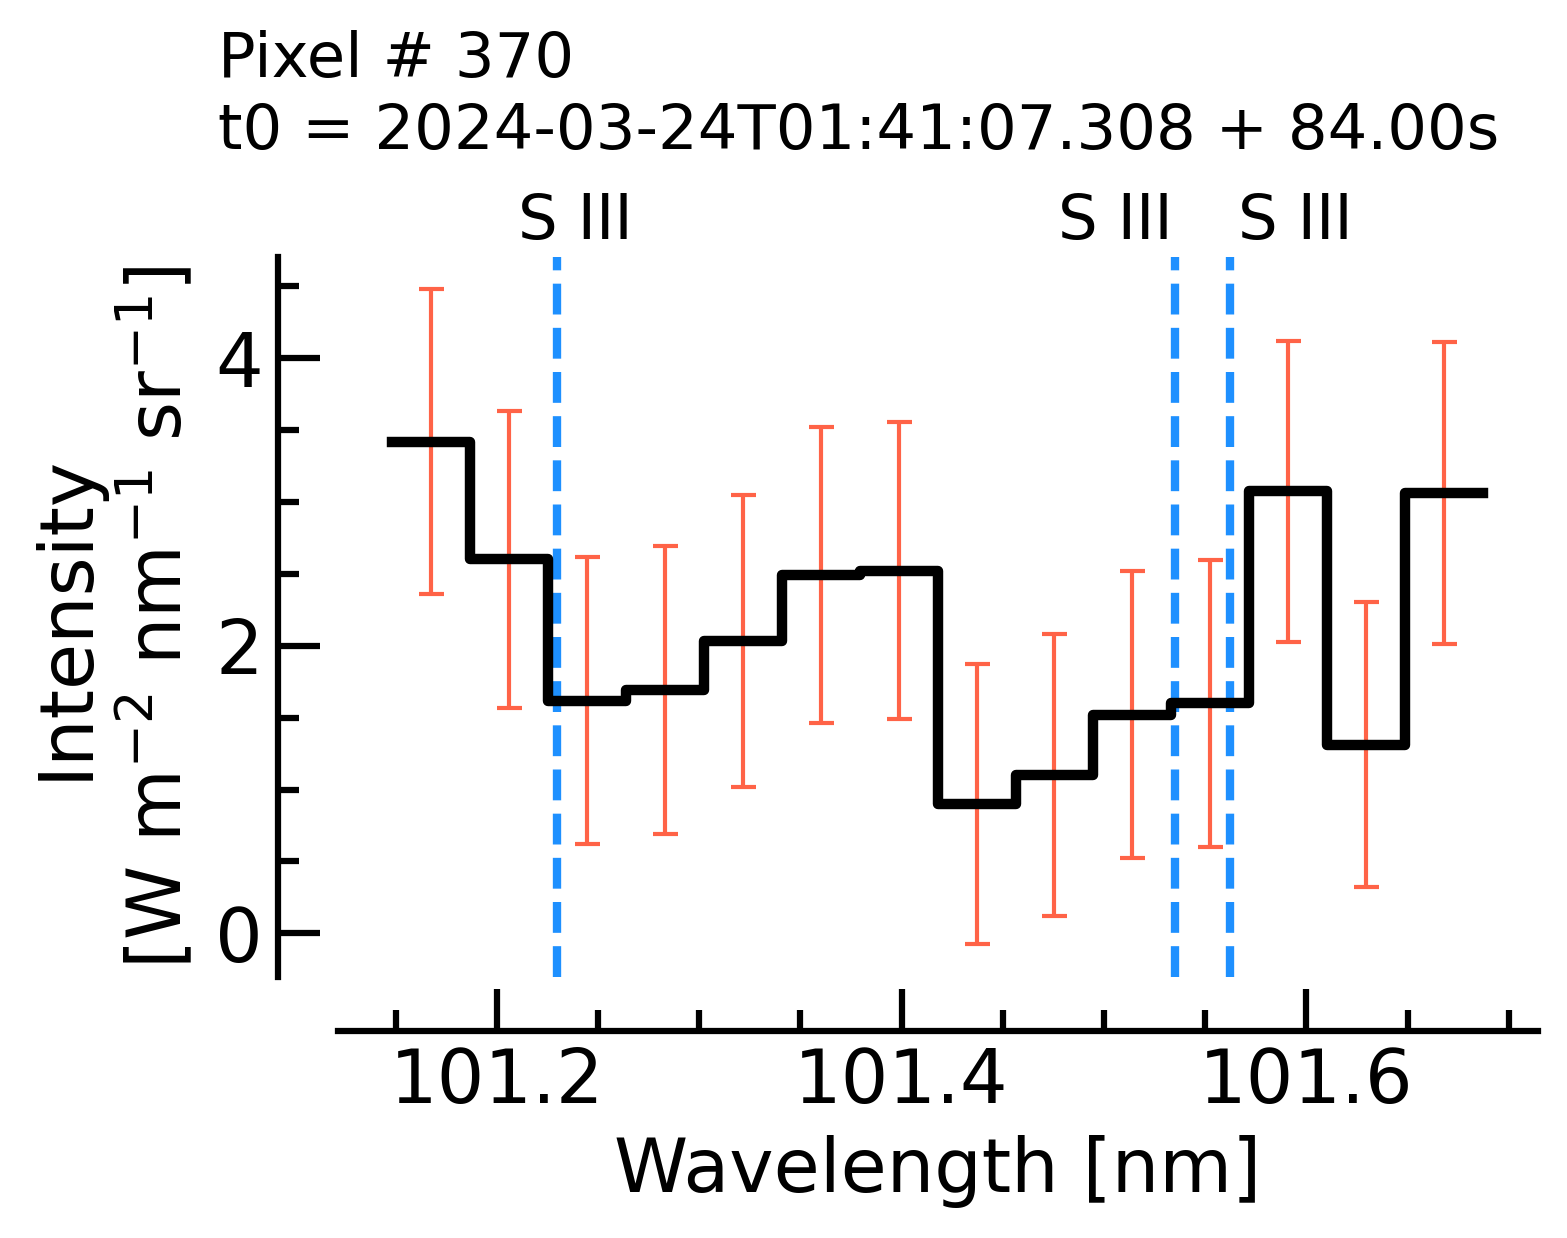 Pixel # 370
t0 = 2024-03-24T01:41:07.308 + 84.00s
S III S III S III
Intensity
[W m⁻² nm⁻¹ sr⁻¹]
4
2
0
101.2 101.4 101.6
Wavelength [nm]